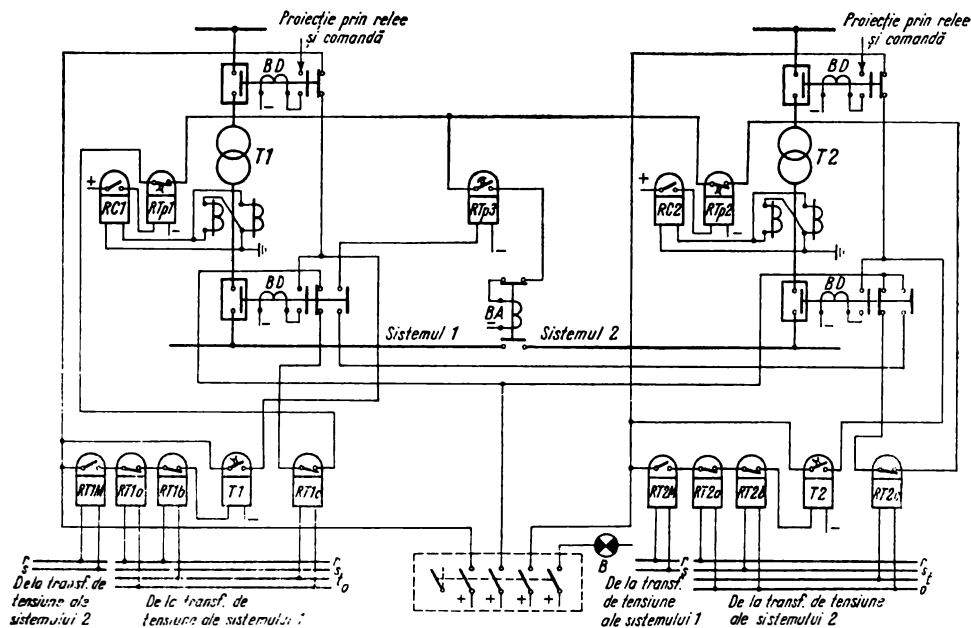 Proiecție prin relee
și comandă
Proiecție prin relee
și comandă
BD
BD
T1
T2
+
RC1
RTp1
RTp3
+
RC2
RTp2
BD
BD
BA
Sistemul 1
Sistemul 2
RT1M
RT1a
RT1b
T1
RT1c
RT2M
RT2a
RT2b
T2
RT2c
B
+ + + +
r
s
r
s
t
o
r
s
r
s
t
o
De la transf. de
tensiune ale
sistemului 2
De la transf. de
tensiune ale sistemului 1
De la transf.
de tensiune
ale sistemului 1
De la transf. de tensiune
ale sistemului 2